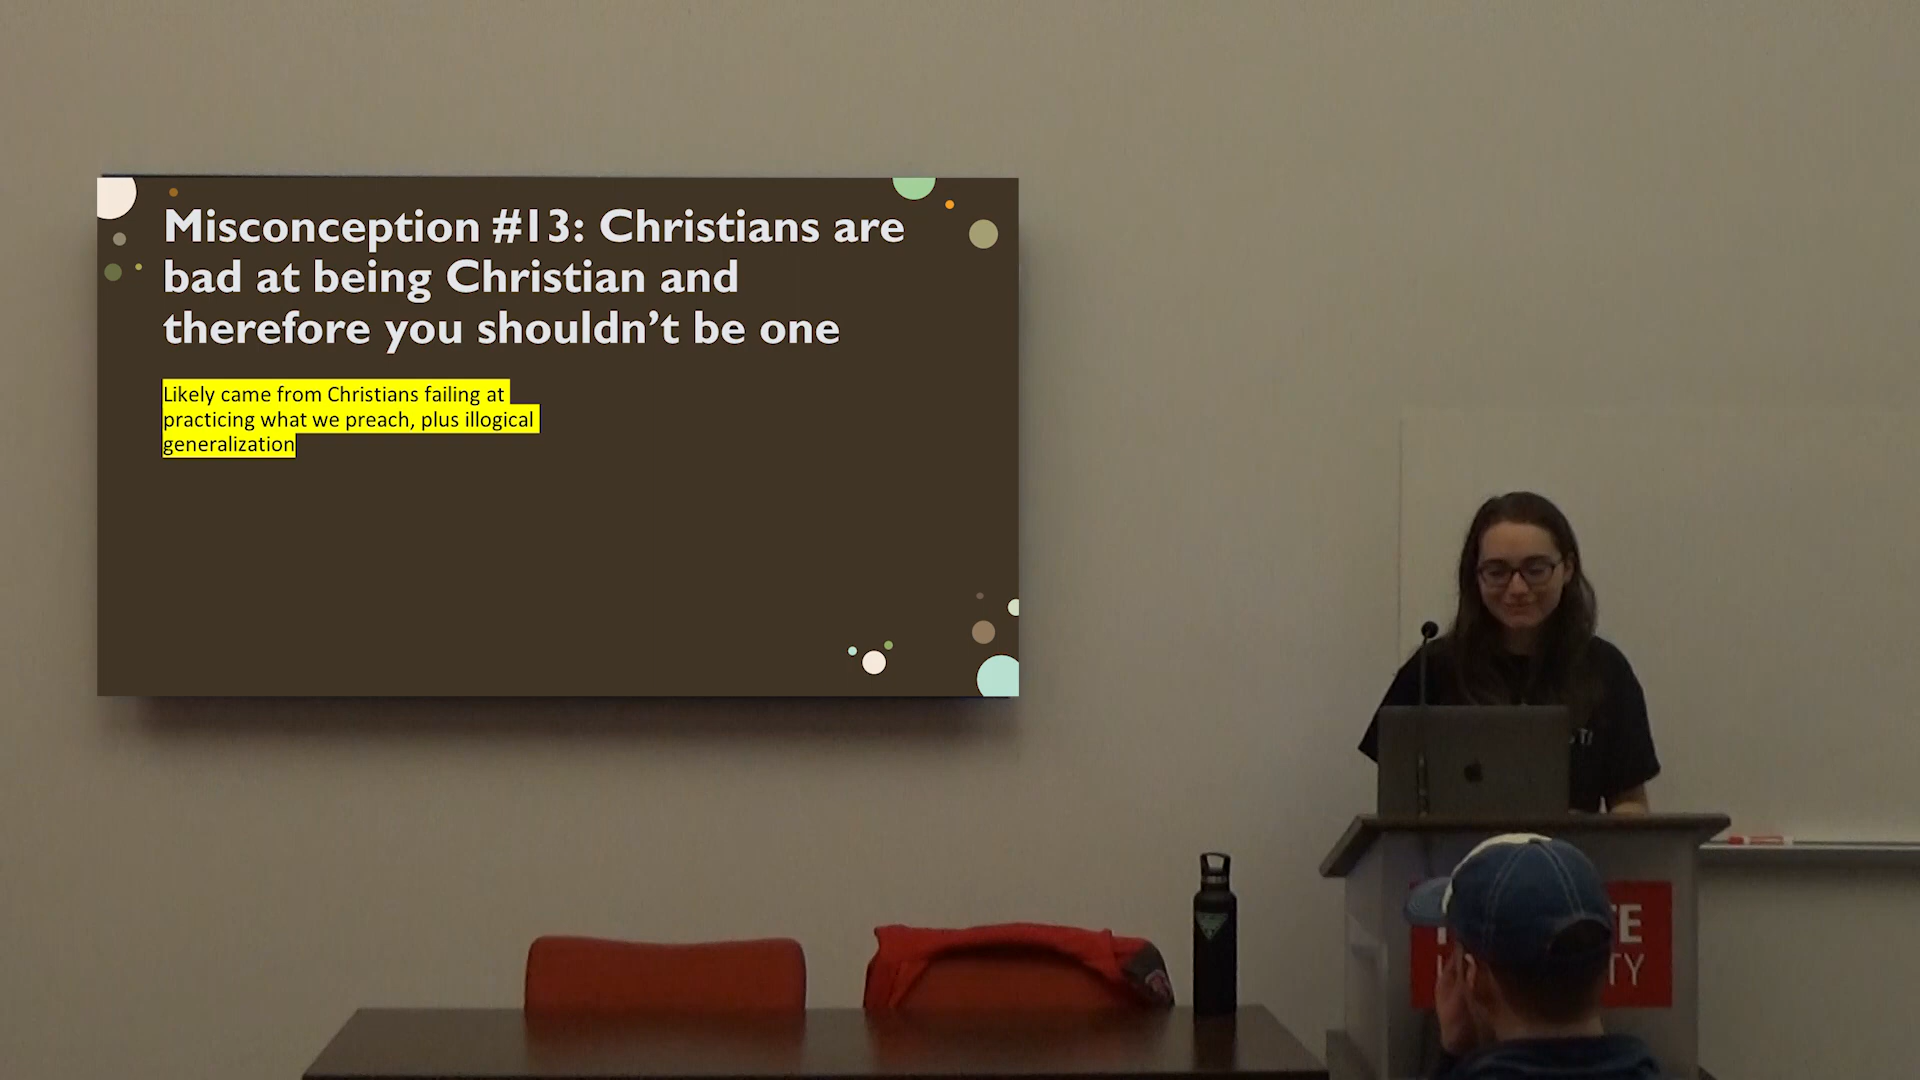 Misconception #13: Christians are
bad at being Christian and
therefore you shouldn’t be one
Likely came from Christians failing at
practicing what we preach, plus illogical
generalization